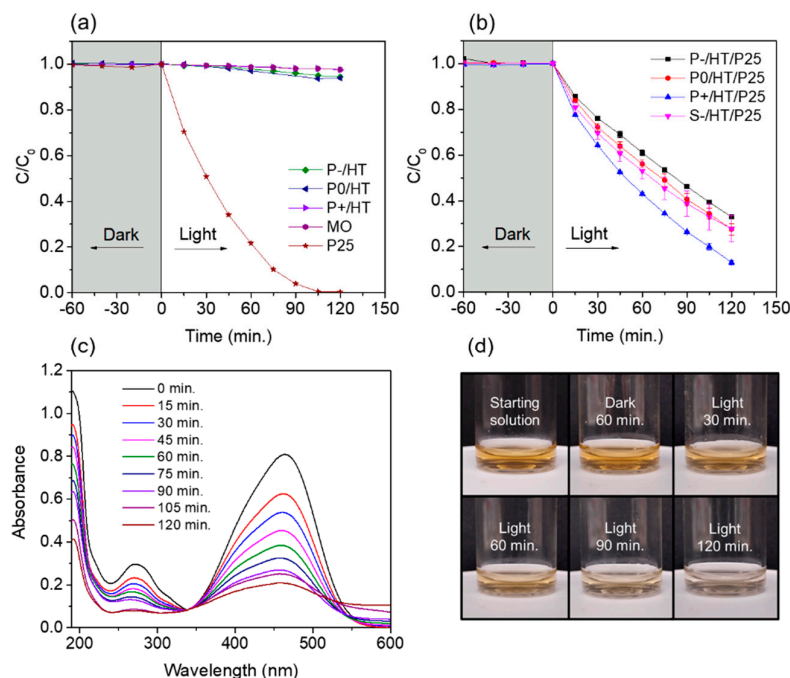 (a)
C/C0
1.0
0.8
0.6
0.4
0.2
0.0
Dark
Light
P-/HT
P0/HT
P+/HT
MO
P25
-60 -30 0 15 30 45 60 75 90 105 120 150
Time (min.)
(b)
C/C0
1.0
0.8
0.6
0.4
0.2
0.0
Dark
Light
P-/HT/P25
P0/HT/P25
P+/HT/P25
S-/HT/P25
-60 -30 0 30 60 90 120 150
Time (min.)
(c)
Absorbance
1.2
1.0
0.8
0.6
0.4
0.2
0.0
0 min.
15 min.
30 min.
45 min.
60 min.
75 min.
90 min.
105 min.
120 min.
200 300 400 500 600
Wavelength (nm)
(d)
Starting
solution
Dark
60 min.
Light
30 min.
Light
60 min.
Light
90 min.
Light
120 min.